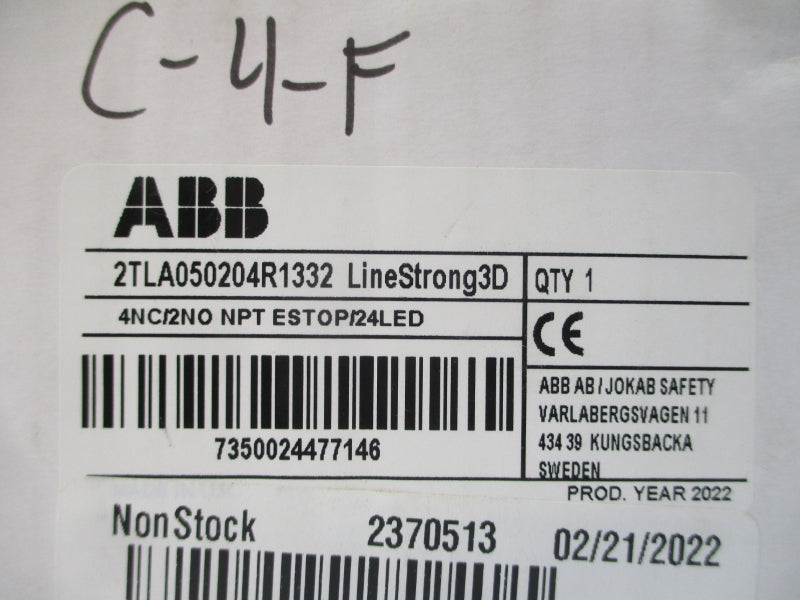 C-4-F
ABB
2TLA050204R1332 LineStrong3D
QTY 1
4NC/2NO NPT ESTOP/24LED
CE
7350024477146
ABB AB / JOKAB SAFETY
VARLABERGSVAGEN 11
434 39 KUNGSBACKA
SWEDEN
PROD. YEAR 2022
NonStock 2370513 02/21/2022